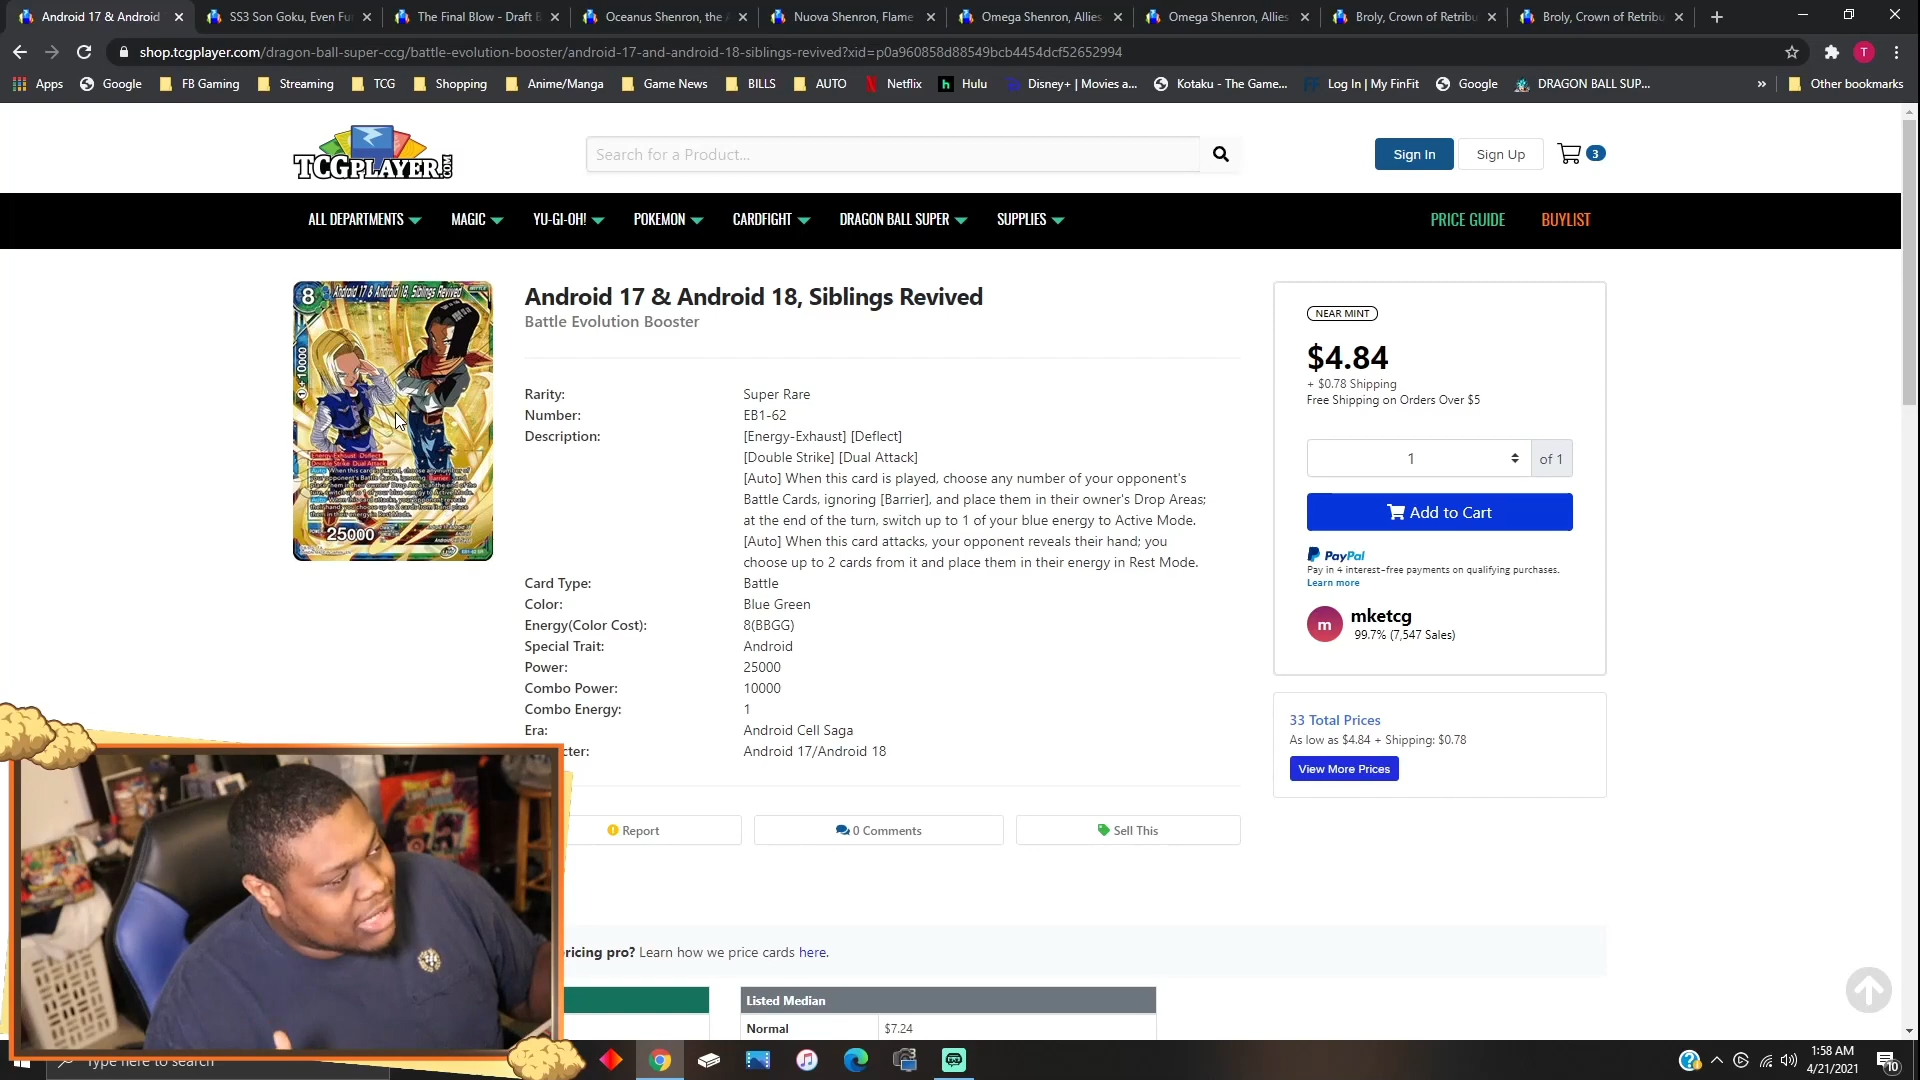 Android 17 & Android
SS3 Son Goku, Even Fu
The Final Blow - Draft B
Oceanus Shenron, the
Nuova Shenron, Flame
Omega Shenron, Allies
Omega Shenron, Allies
Broly, Crown of Retribu
Broly, Crown of Retribu
shop.tcgplayer.com/dragon-ball-super-ccg/battle-evolution-booster/android-17-and-android-18-siblings-revived?xid=p0a960858d88549bcb4454dcf52652994
T
Apps
Google
FB Gaming
Streaming
TCG
Shopping
Anime/Manga
Game News
BILLS
AUTO
Netflix
Hulu
Disney+ | Movies a...
Kotaku - The Game...
Log In | My FinFit
Google
DRAGON BALL SUP...
»
Other bookmarks
TCGPLAYER.COM
Search for a Product...
Sign In
Sign Up
3
ALL DEPARTMENTS
MAGIC
YU-GI-OH!
POKEMON
CARDFIGHT
DRAGON BALL SUPER
SUPPLIES
PRICE GUIDE
BUYLIST
8
Android 17 & Android 18, Siblings Revived
+10000
Energy-Exhaust Deflect
Double Strike Dual Attack
25000
Android 17 & Android 18, Siblings Revived
Battle Evolution Booster
Rarity: Super Rare
Number: EB1-62
Description: [Energy-Exhaust] [Deflect]
[Double Strike] [Dual Attack]
[Auto] When this card is played, choose any number of your opponent's
Battle Cards, ignoring [Barrier], and place them in their owner's Drop Areas;
at the end of the turn, switch up to 1 of your blue energy to Active Mode.
[Auto] When this card attacks, your opponent reveals their hand; you
choose up to 2 cards from it and place them in their energy in Rest Mode.
Card Type: Battle
Color: Blue Green
Energy(Color Cost): 8(BBGG)
Special Trait: Android
Power: 25000
Combo Power: 10000
Combo Energy: 1
Era: Android Cell Saga
cter: Android 17/Android 18
NEAR MINT
$4.84
+ $0.78 Shipping
Free Shipping on Orders Over $5
1
of 1
Add to Cart
PayPal
Pay in 4 interest-free payments on qualifying purchases.
Learn more
m
mketcg
99.7% (7,547 Sales)
33 Total Prices
As low as $4.84 + Shipping: $0.78
View More Prices
Report
0 Comments
Sell This
ricing pro? Learn how we price cards here.
Listed Median
Normal $7.24
Type here to search
1:58 AM
4/21/2021
10